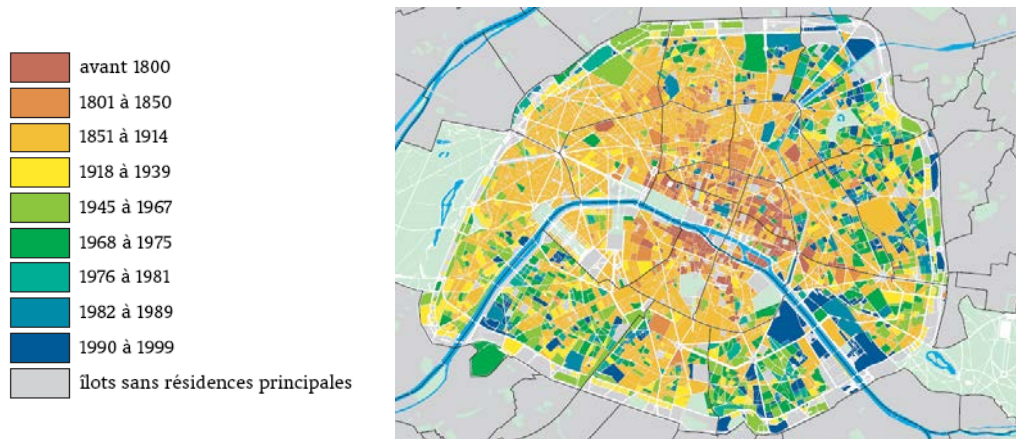 avant 1800
1801 à 1850
1851 à 1914
1918 à 1939
1945 à 1967
1968 à 1975
1976 à 1981
1982 à 1989
1990 à 1999
îlots sans résidences principales